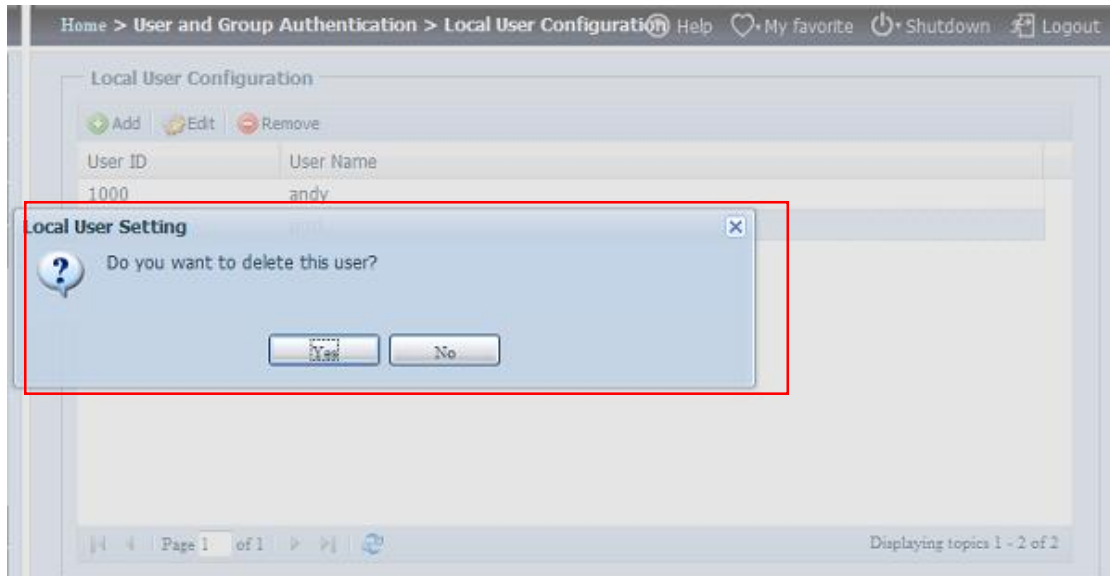 Home > User and Group Authentication > Local User Configuration Help My favorite Shutdown Logout
Local User Configuration
Add Edit Remove
User ID User Name
1000 andy
Local User Setting
Do you want to delete this user?
Yes No
Page 1 of 1 Displaying topics 1 - 2 of 2